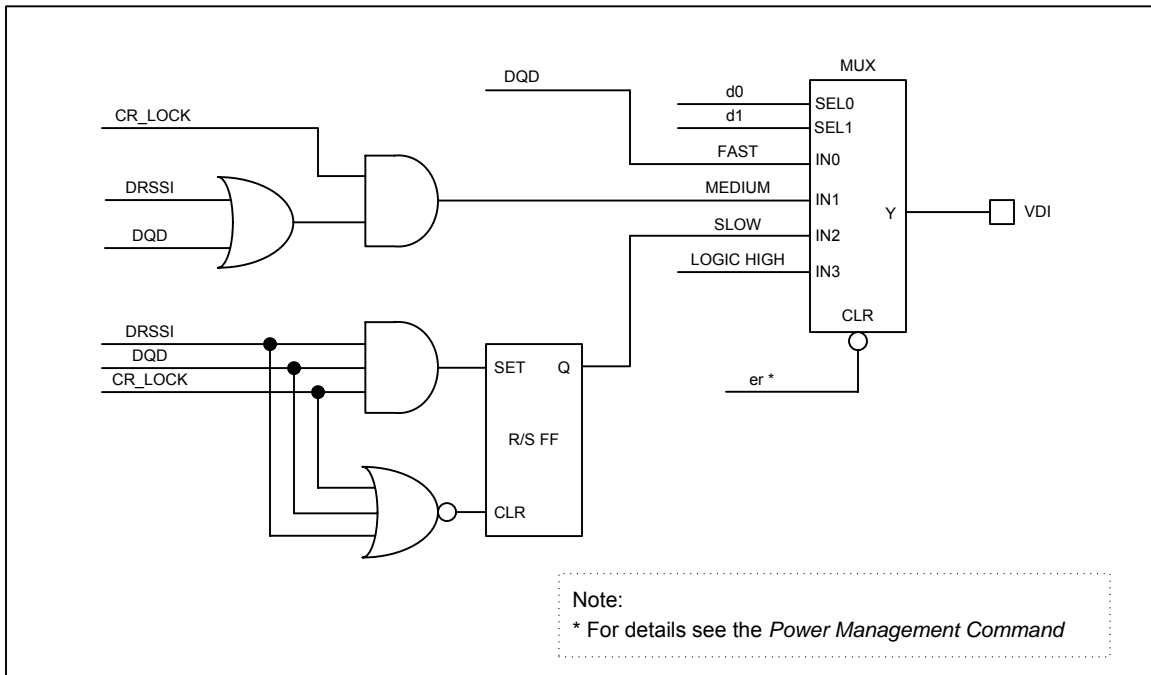 MUX
DQD
d0
SEL0
d1
SEL1
CR_LOCK
FAST
IN0
DRSSI
MEDIUM
IN1
Y
VDI
DQD
SLOW
IN2
LOGIC HIGH
IN3
CLR
DRSSI
DQD
SET
Q
CR_LOCK
er *
R/S FF
CLR
Note:
* For details see the Power Management Command